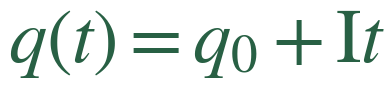 q(t) = q₀ + It